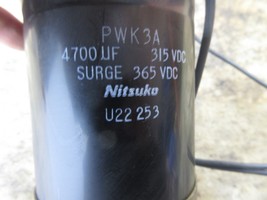 PWK3A
4700 µF 315 VDC
SURGE 365 VDC
Nitsuko
U22 253